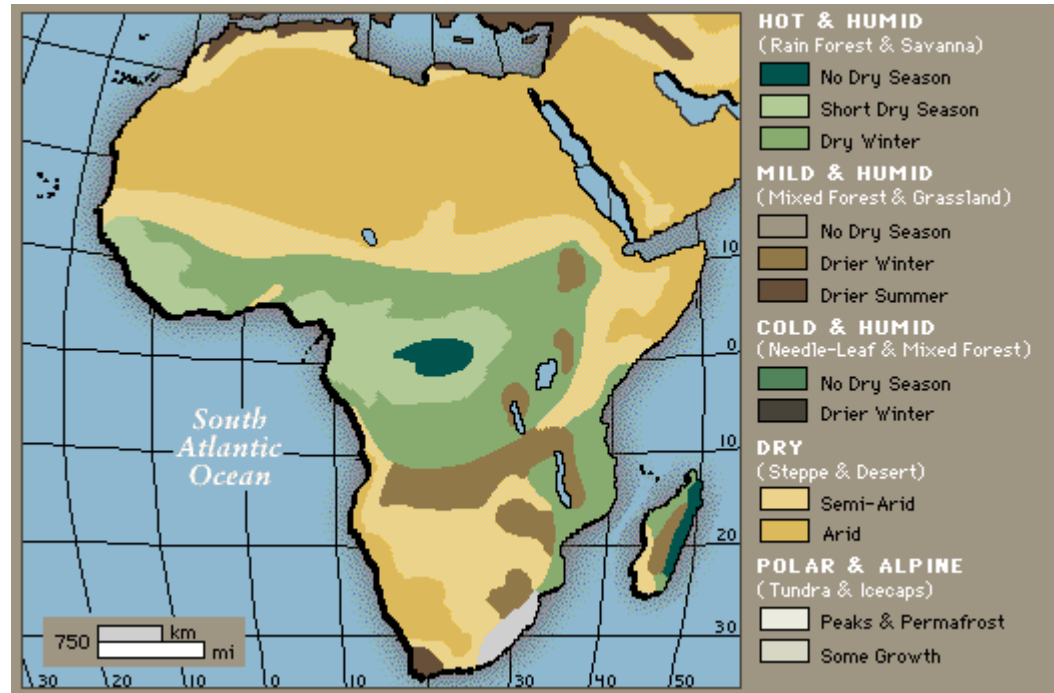 HOT & HUMID
(Rain Forest & Savanna)
No Dry Season
Short Dry Season
Dry Winter
MILD & HUMID
(Mixed Forest & Grassland)
No Dry Season
Drier Winter
Drier Summer
COLD & HUMID
(Needle-Leaf & Mixed Forest)
No Dry Season
Drier Winter
DRY
(Steppe & Desert)
Semi-Arid
Arid
POLAR & ALPINE
(Tundra & Icecaps)
Peaks & Permafrost
Some Growth
10
0
10
20
30
South
Atlantic
Ocean
750 km
mi
30 20 10 0 10 30 40 50